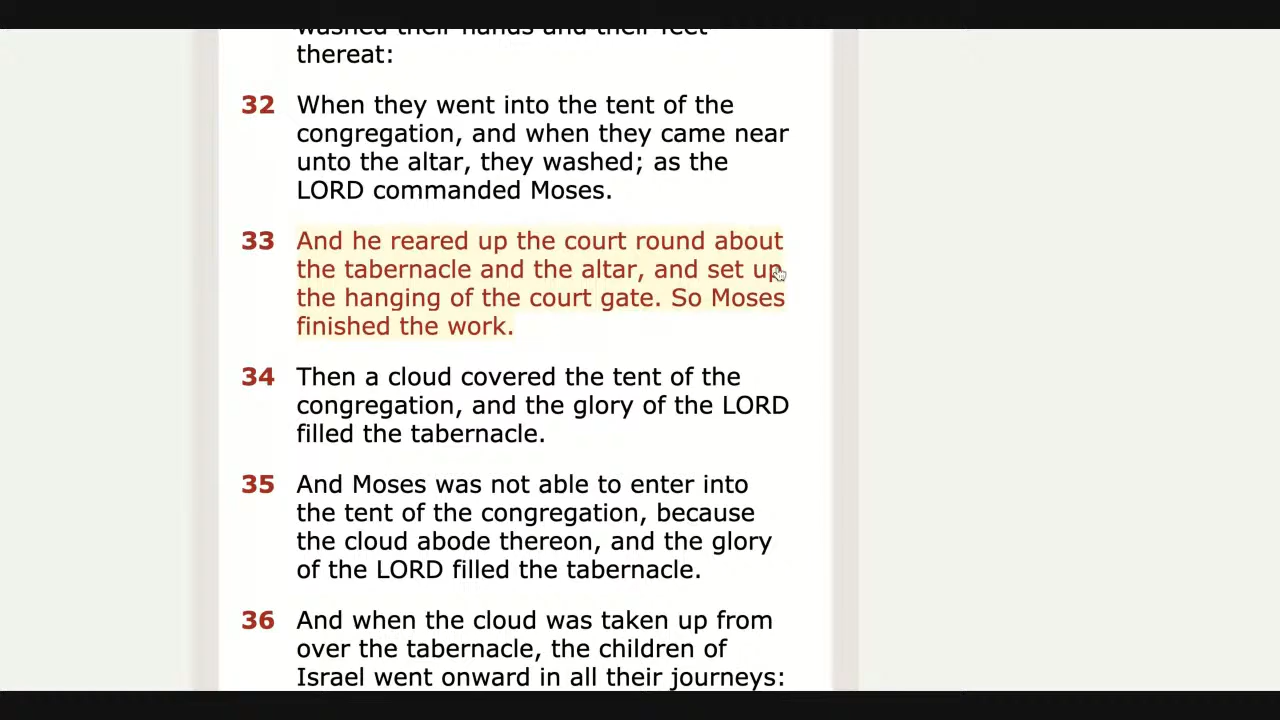 washed their hands and their feet
thereat:
32 When they went into the tent of the
congregation, and when they came near
unto the altar, they washed; as the
LORD commanded Moses.
33 And he reared up the court round about
the tabernacle and the altar, and set up
the hanging of the court gate. So Moses
finished the work.
34 Then a cloud covered the tent of the
congregation, and the glory of the LORD
filled the tabernacle.
35 And Moses was not able to enter into
the tent of the congregation, because
the cloud abode thereon, and the glory
of the LORD filled the tabernacle.
36 And when the cloud was taken up from
over the tabernacle, the children of
Israel went onward in all their journeys: